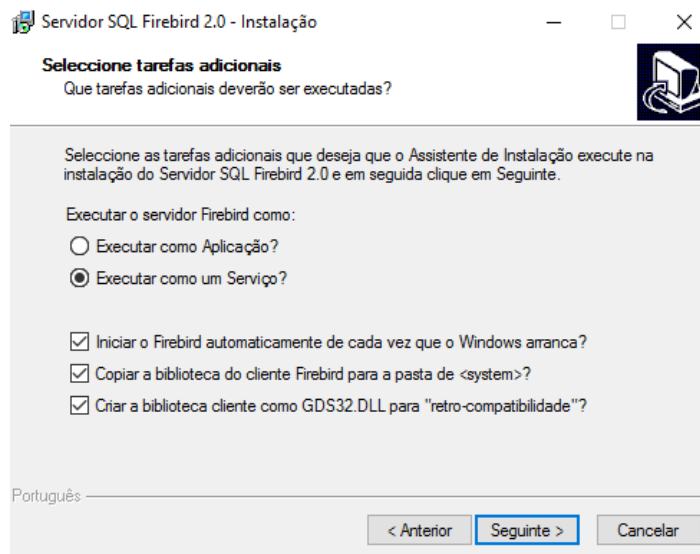 Servidor SQL Firebird 2.0 - Instalação
Seleccione tarefas adicionais
Que tarefas adicionais deverão ser executadas?
Seleccione as tarefas adicionais que deseja que o Assistente de Instalação execute na
instalação do Servidor SQL Firebird 2.0 e em seguida clique em Seguinte.
Executar o servidor Firebird como:
Executar como Aplicação?
Executar como um Serviço?
Iniciar o Firebird automaticamente de cada vez que o Windows arranca?
Copiar a biblioteca do cliente Firebird para a pasta de <system>?
Criar a biblioteca cliente como GDS32.DLL para "retro-compatibilidade"?
Português
< Anterior
Seguinte >
Cancelar